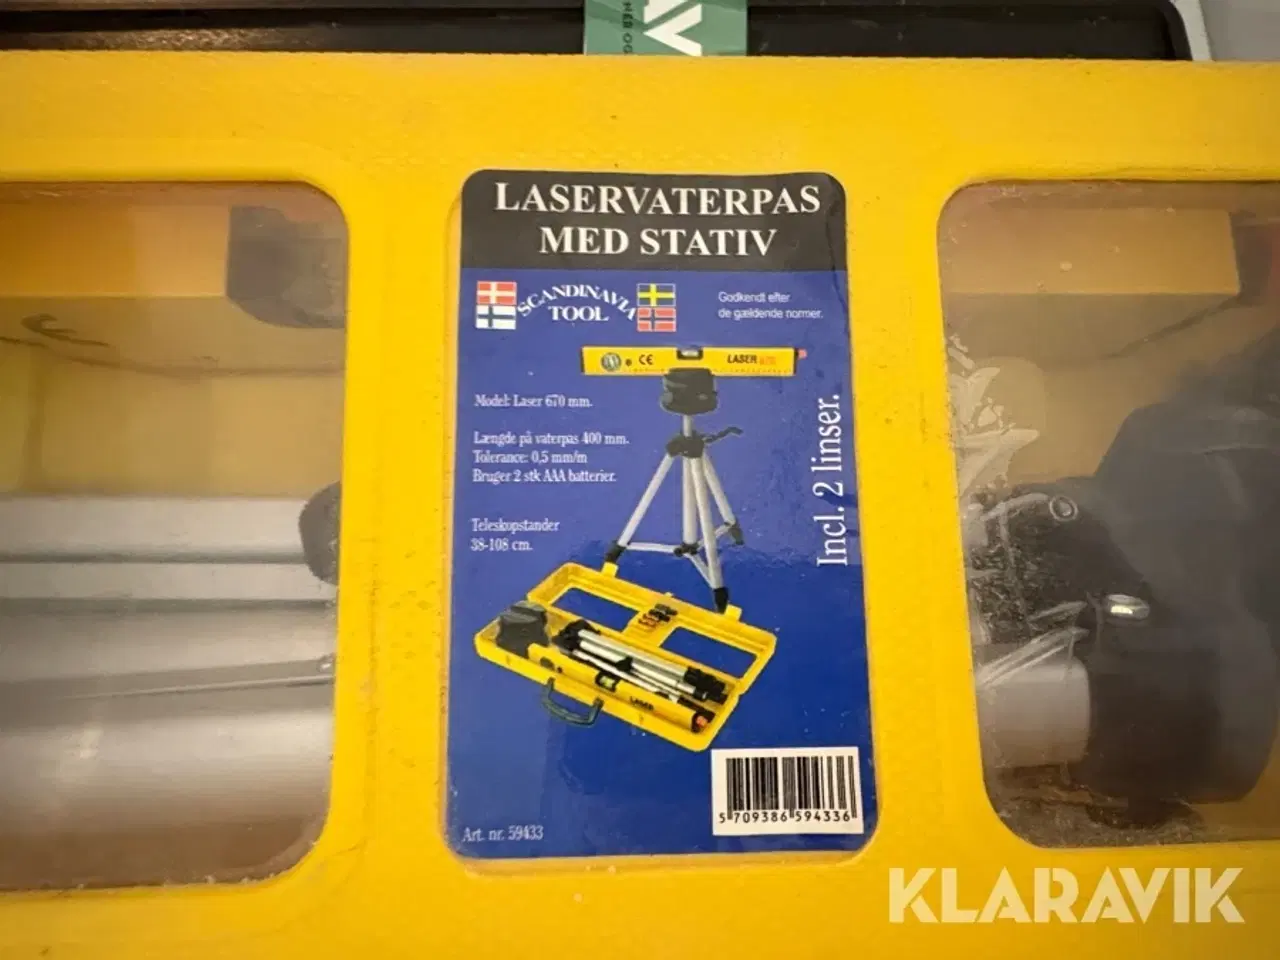 LASERVATERPAS
MED STATIV
SCANDINAVIA
TOOL
Godkendt efter
de gældende normer.
CE
LASER 670
Model: Laser 670 mm.
Længde på vaterpas 400 mm.
Tolerance: 0,5 mm/m
Bruger 2 stk AAA batterier.
Incl. 2 linser.
Teleskopstander
38-108 cm.
LASER
5 709386 594336
Art. nr. 59433
KLARAVIK